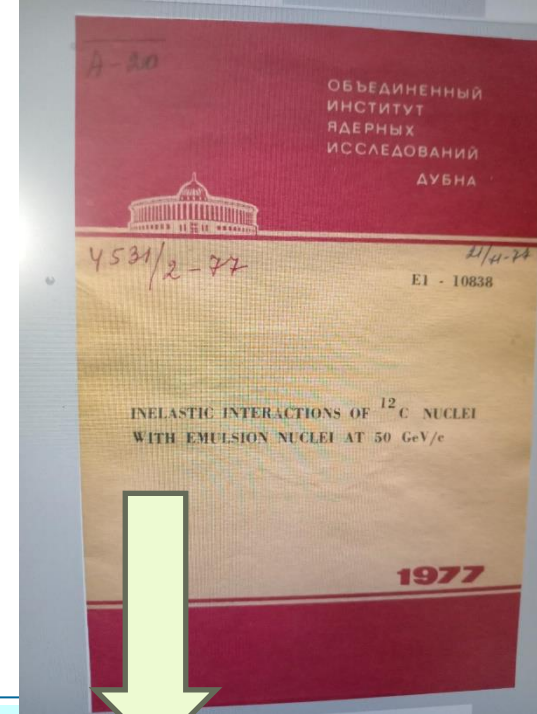 A-20
ОБЪЕДИНЕННЫЙ
ИНСТИТУТ
ЯДЕРНЫХ
ИССЛЕДОВАНИЙ
ДУБНА
4531/2-77
E1 - 10838
INELASTIC INTERACTIONS OF ¹²C NUCLEI
WITH EMULSION NUCLEI AT 50 GeV/c
1977